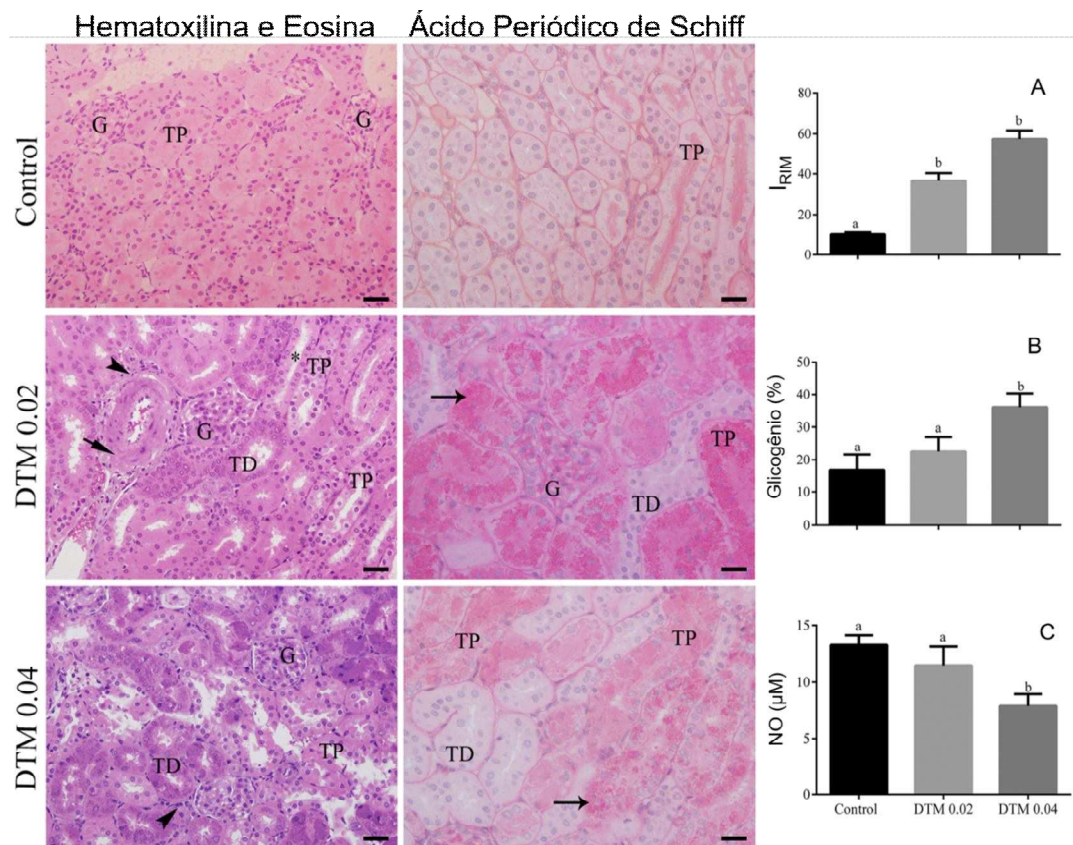 Hematoxilina e Eosina Ácido Periódico de Schiff
Control
G
TP
G
TP
A
I RIM
60
40
20
0
a
b
b
DTM 0.02
*
TP
G
TD
TP
TP
G
TD
B
Glicogênio (%)
50
40
30
20
10
0
a
a
b
DTM 0.04
G
TD
TP
TP
TP
TD
C
NO (μM)
15
10
5
0
a
a
b
Control DTM 0.02 DTM 0.04